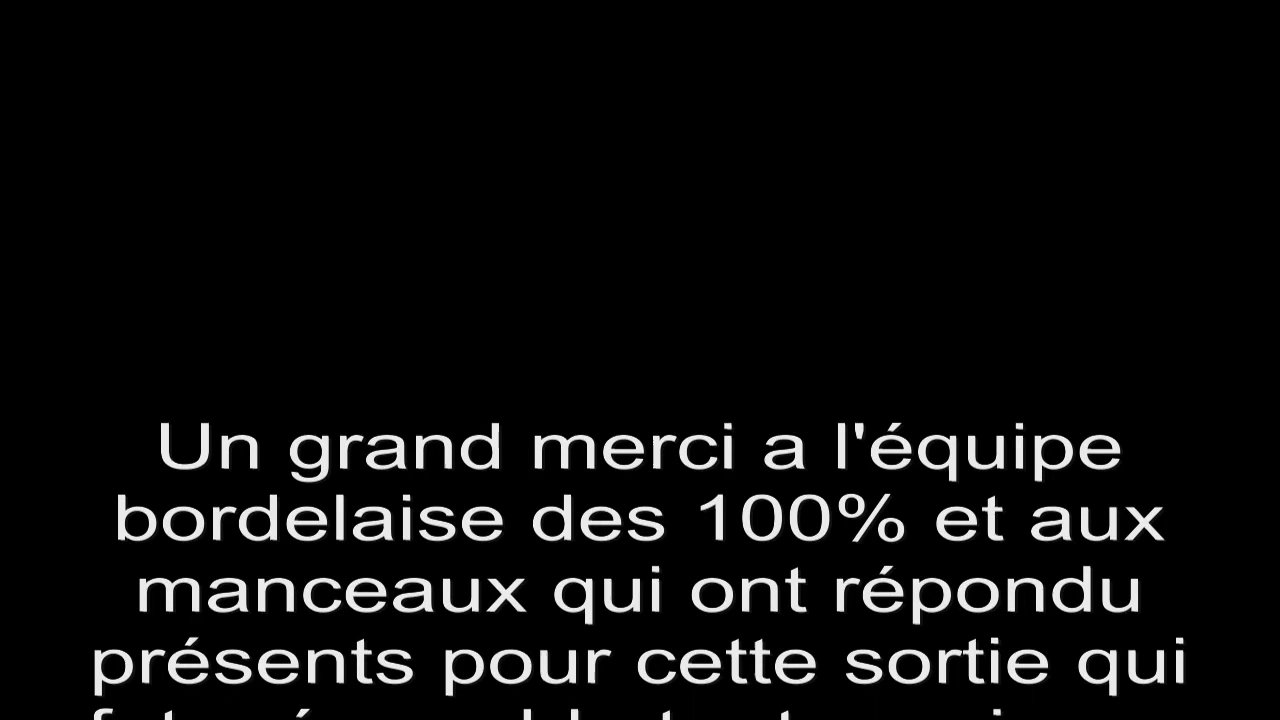 Un grand merci a l'équipe
bordelaise des 100% et aux
manceaux qui ont répondu
présents pour cette sortie qui